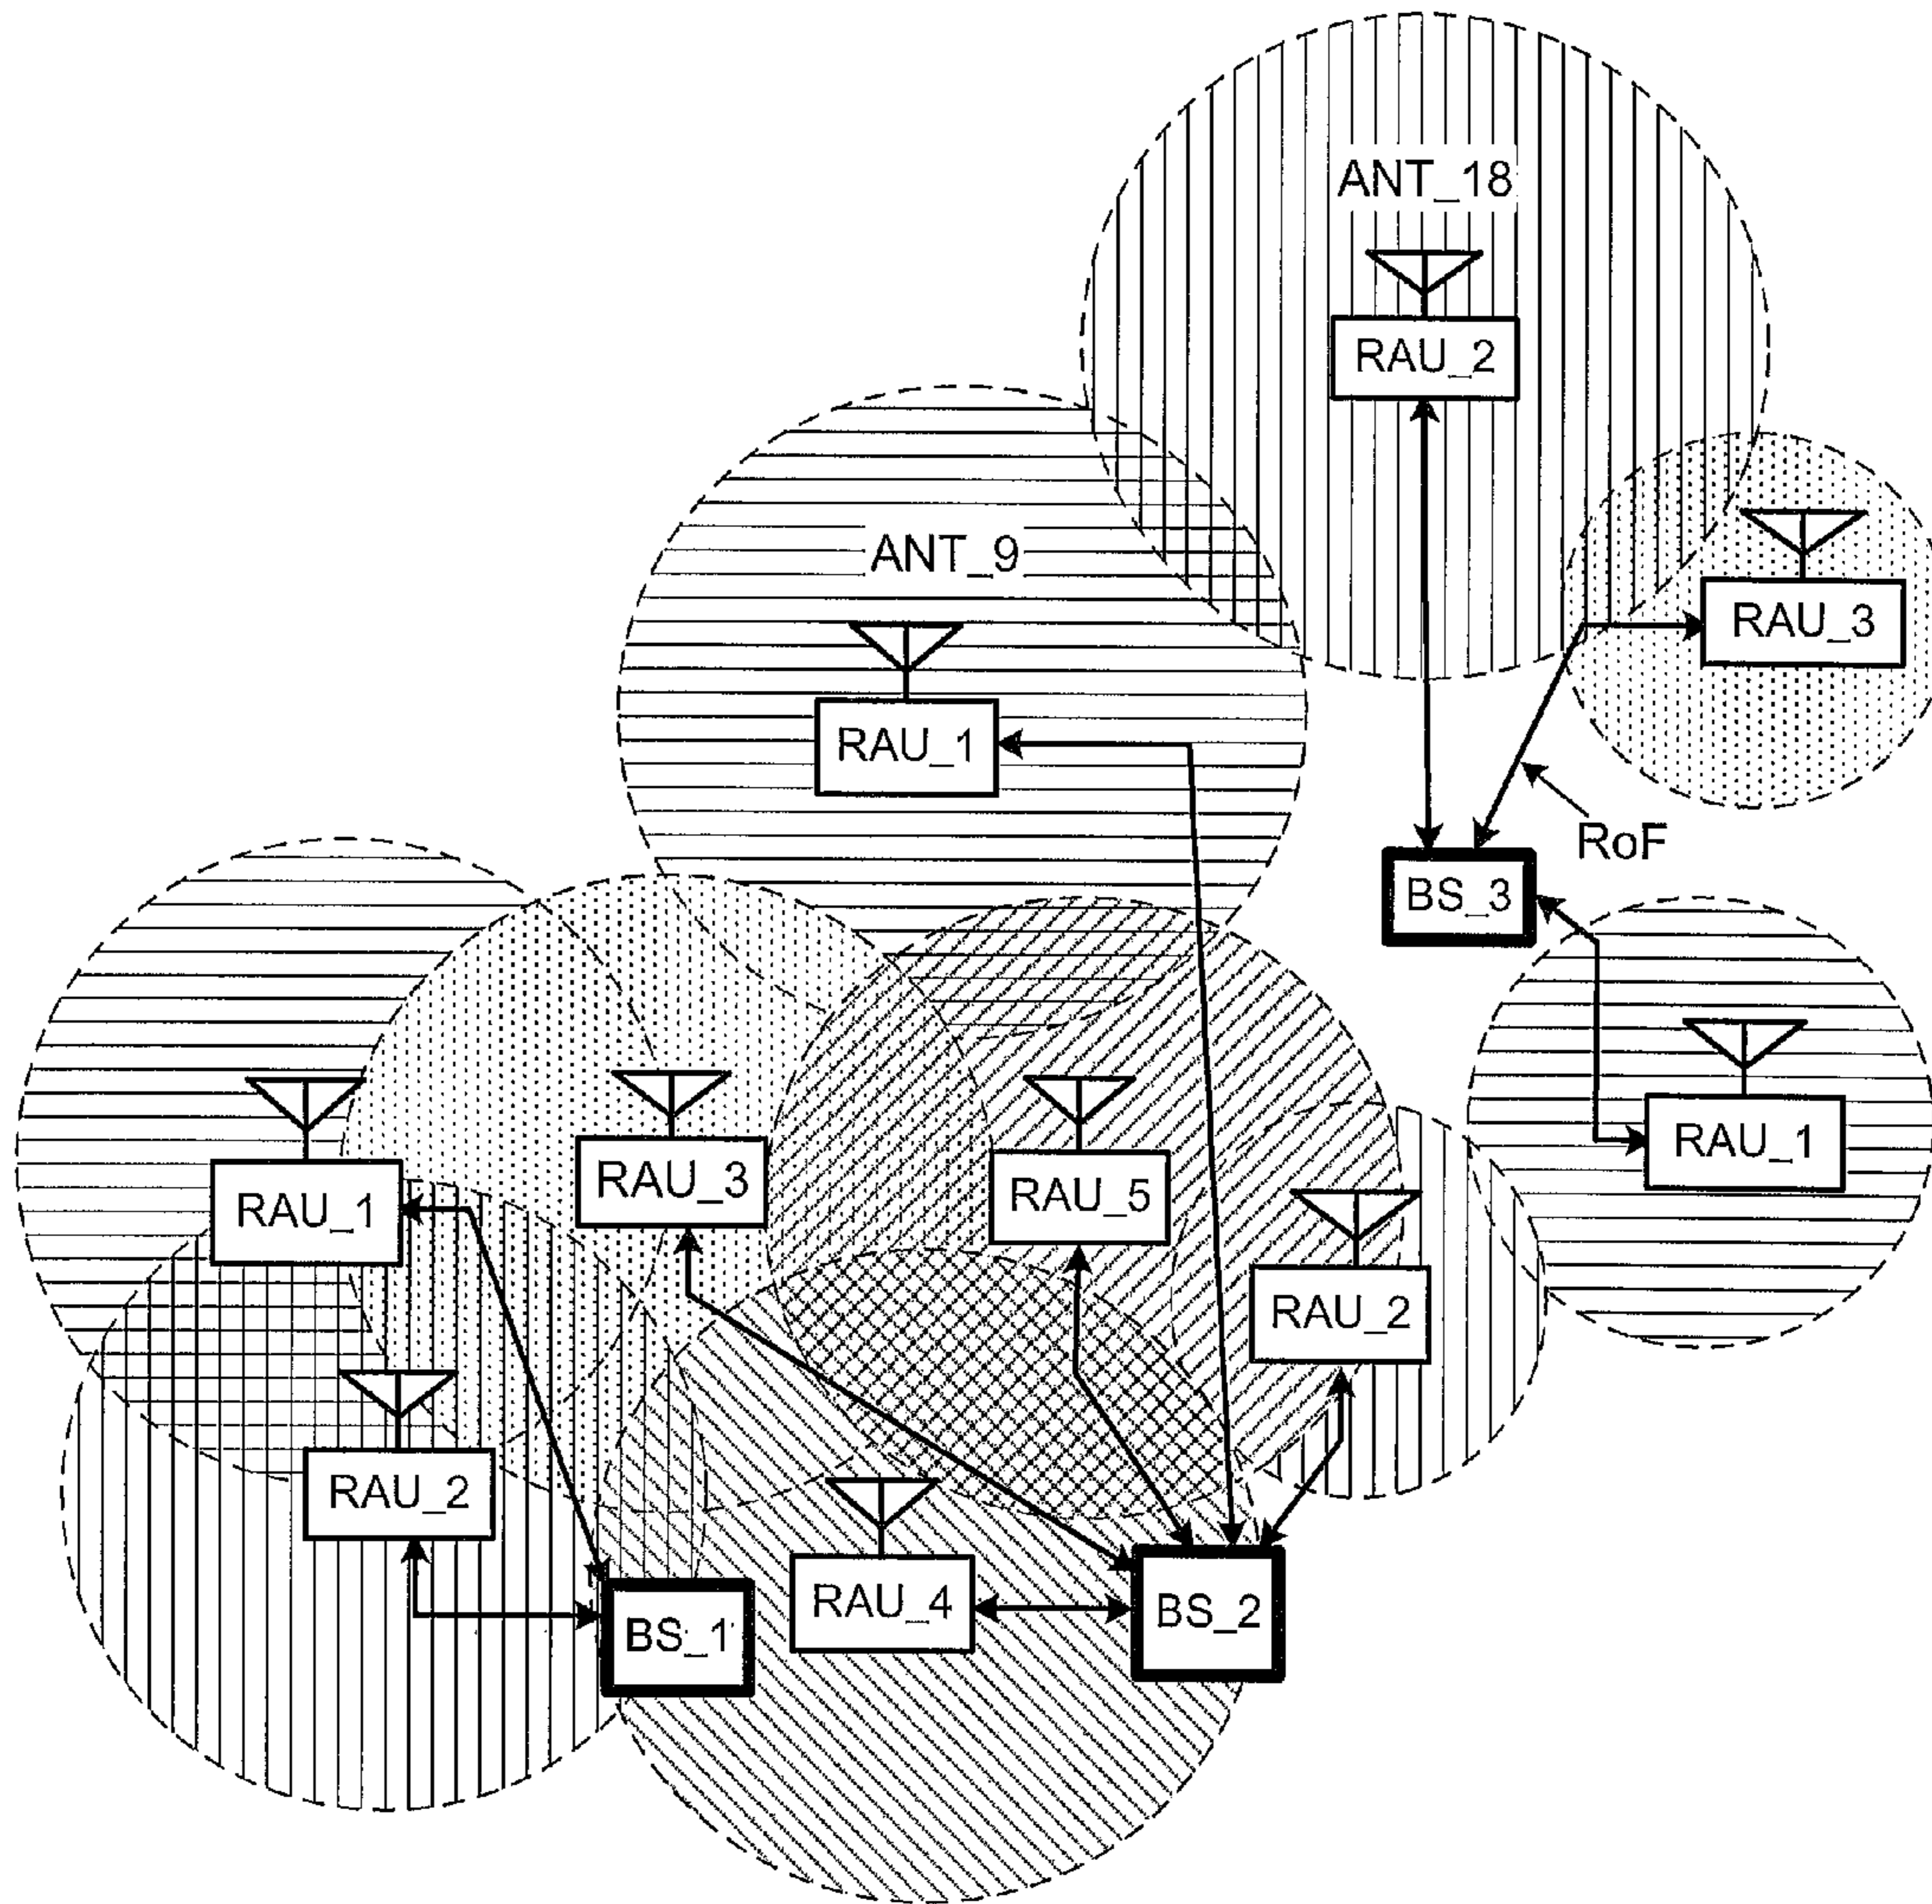 ANT_18
RAU_2
ANT_9
RAU_3
RAU_1
RoF
BS_3
RAU_1
RAU_3
RAU_5
RAU_1
RAU_2
RAU_2
RAU_4
BS_2
BS_1